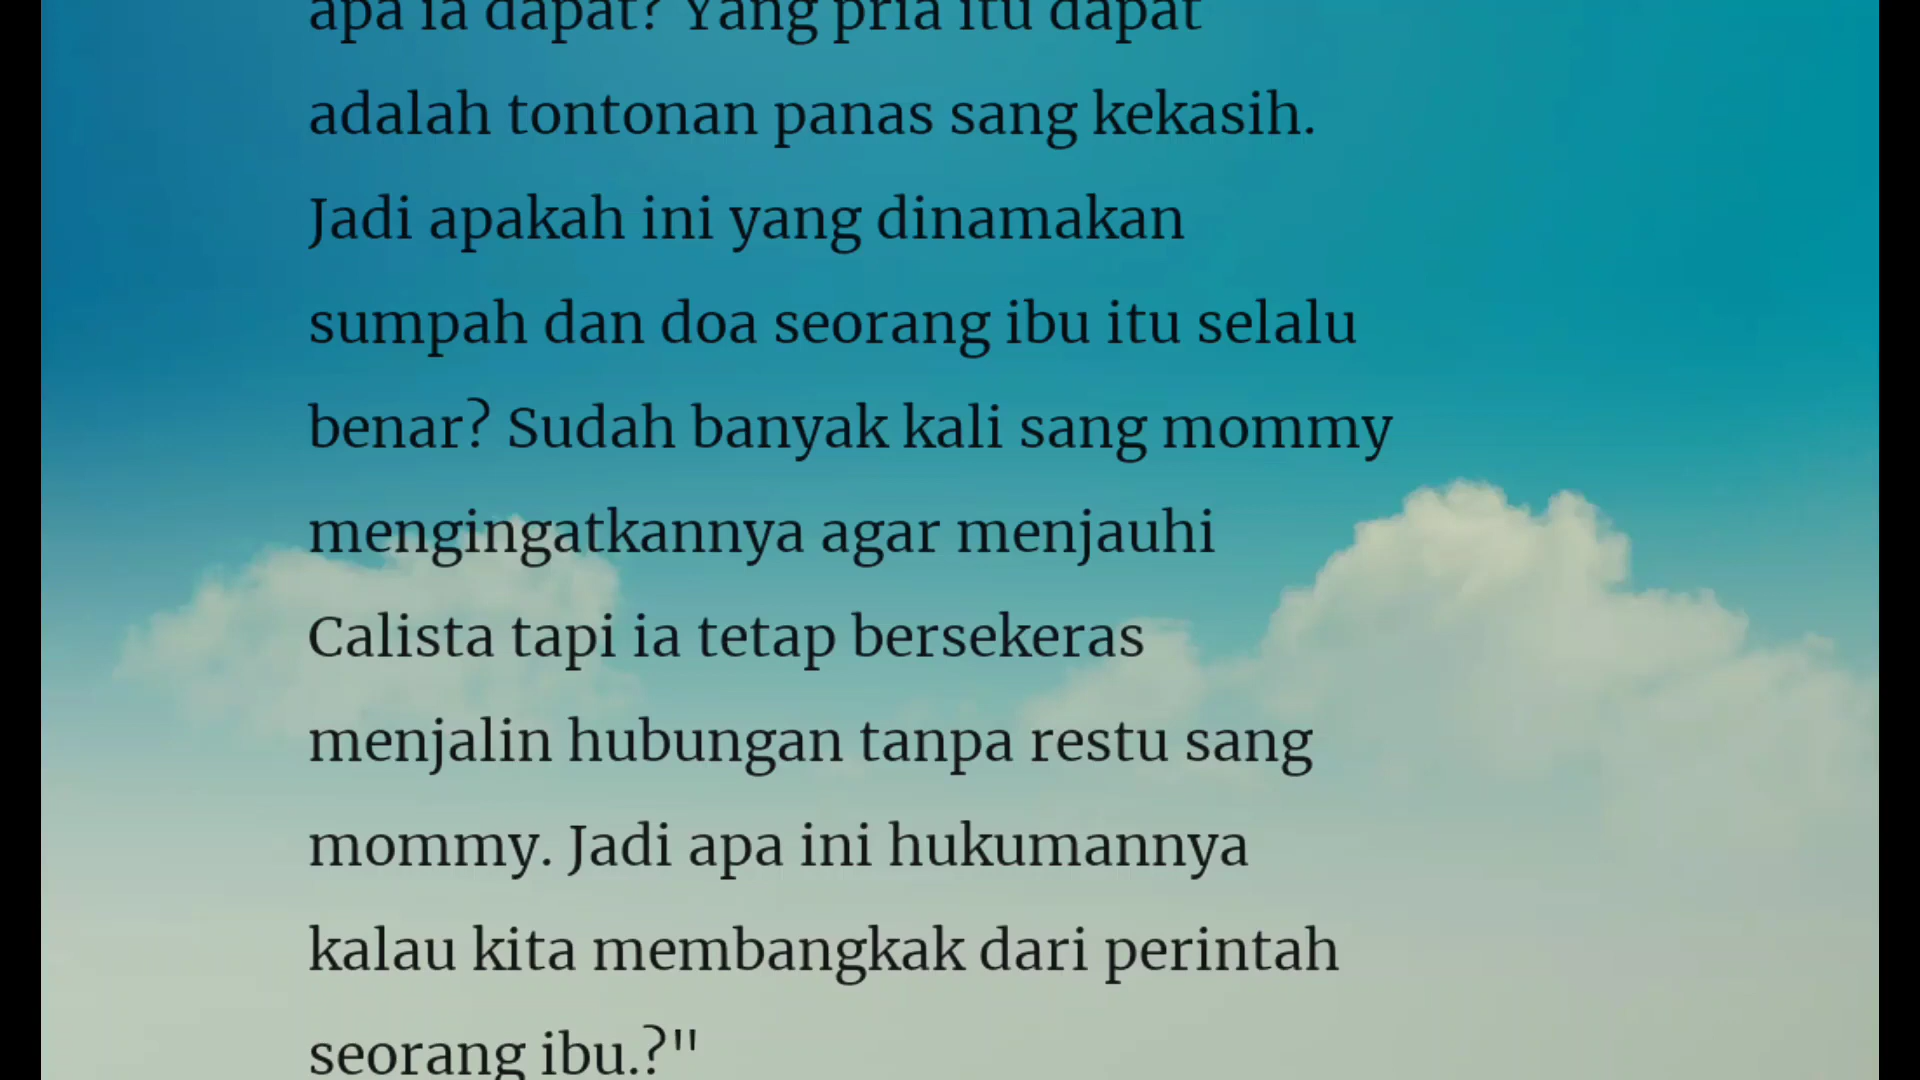 apa ia dapat? Yang pria itu dapat
adalah tontonan panas sang kekasih.
Jadi apakah ini yang dinamakan
sumpah dan doa seorang ibu itu selalu
benar? Sudah banyak kali sang mommy
mengingatkannya agar menjauhi
Calista tapi ia tetap bersekeras
menjalin hubungan tanpa restu sang
mommy. Jadi apa ini hukumannya
kalau kita membangkak dari perintah
seorang ibu.?"